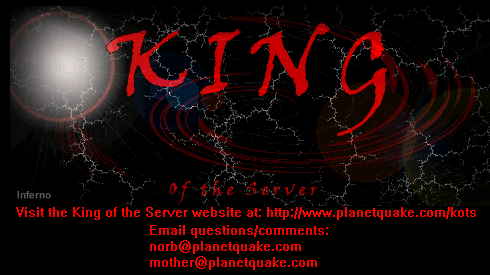 KING
Of the Server
Inferno
Visit the King of the Server website at: http://www.planetquake.com/kots
Email questions/comments:
norb@planetquake.com
mother@planetquake.com